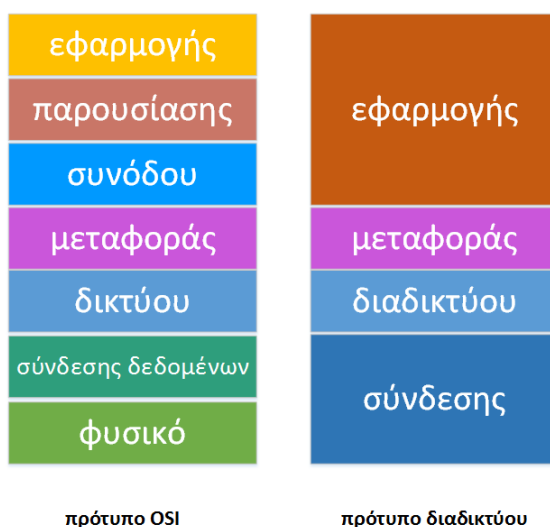 εφαρμογής
παρουσίασης
συνόδου
μεταφοράς
δικτύου
σύνδεσης δεδομένων
φυσικό
πρότυπο OSI
εφαρμογής
μεταφοράς
διαδικτύου
σύνδεσης
πρότυπο διαδικτύου